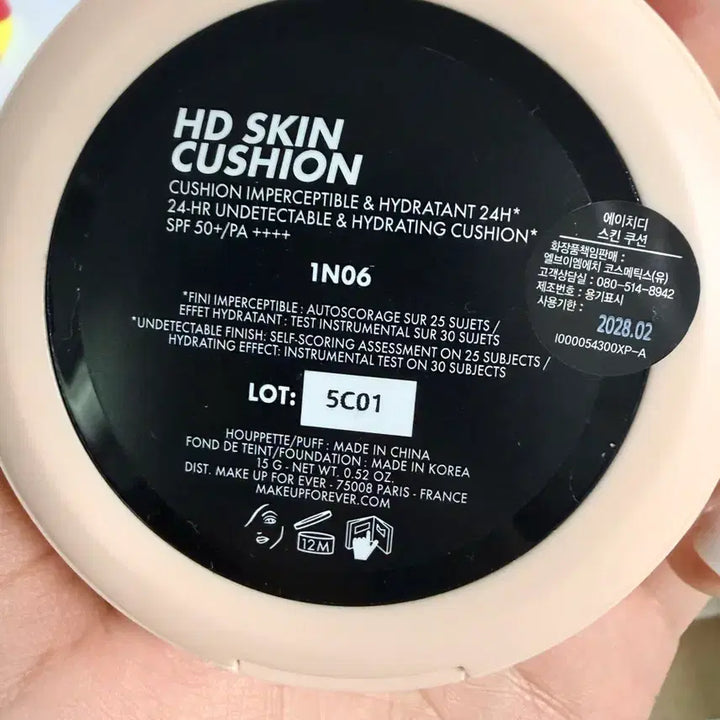 HD SKIN
CUSHION
CUSHION IMPERCEPTIBLE & HYDRATANT 24H*
24-HR UNDETECTABLE & HYDRATING CUSHION*
SPF 50+/PA ++++
1N06
*FINI IMPERCEPTIBLE : AUTOSCORAGE SUR 25 SUJETS /
EFFET HYDRATANT : TEST INSTRUMENTAL SUR 30 SUJETS
*UNDETECTABLE FINISH: SELF-SCORING ASSESSMENT ON 25 SUBJECTS /
HYDRATING EFFECT: INSTRUMENTAL TEST ON 30 SUBJECTS
LOT: 5C01
HOUPPETTE/PUFF : MADE IN CHINA
FOND DE TEINT/FOUNDATION : MADE IN KOREA
15 G - NET WT. 0.52 OZ.
DIST. MAKE UP FOR EVER - 75008 PARIS - FRANCE
MAKEUPFOREVER.COM
12M
에이치디
스킨 쿠션
화장품책임판매 :
엘브이엠에치 코스메틱스(유)
고객상담실 : 080-514-8942
제조번호 : 용기표시
사용기한 :
2028.02
I000054300XP-A